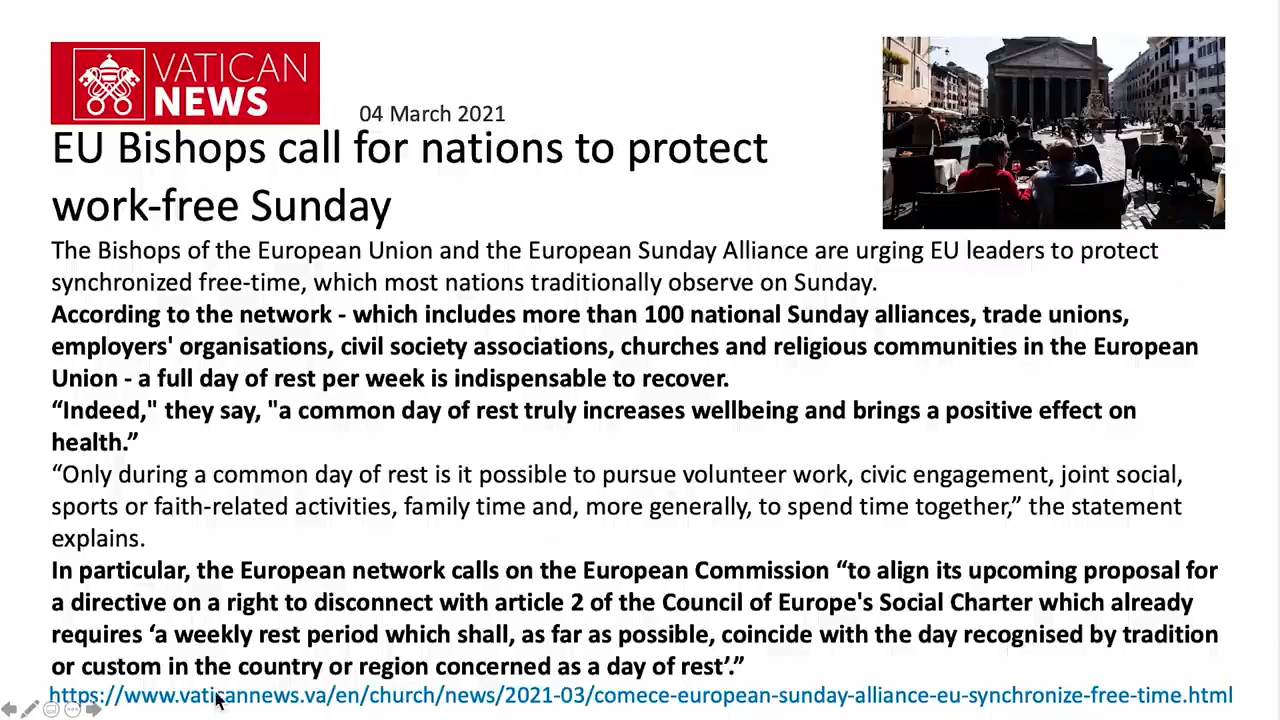 VATICAN
NEWS
04 March 2021
EU Bishops call for nations to protect
work-free Sunday
The Bishops of the European Union and the European Sunday Alliance are urging EU leaders to protect
synchronized free-time, which most nations traditionally observe on Sunday.
According to the network - which includes more than 100 national Sunday alliances, trade unions,
employers' organisations, civil society associations, churches and religious communities in the European
Union - a full day of rest per week is indispensable to recover.
“Indeed," they say, "a common day of rest truly increases wellbeing and brings a positive effect on
health.”
“Only during a common day of rest is it possible to pursue volunteer work, civic engagement, joint social,
sports or faith-related activities, family time and, more generally, to spend time together,” the statement
explains.
In particular, the European network calls on the European Commission “to align its upcoming proposal for
a directive on a right to disconnect with article 2 of the Council of Europe's Social Charter which already
requires ‘a weekly rest period which shall, as far as possible, coincide with the day recognised by tradition
or custom in the country or region concerned as a day of rest’.”
https://www.vaticannews.va/en/church/news/2021-03/comece-european-sunday-alliance-eu-synchronize-free-time.html